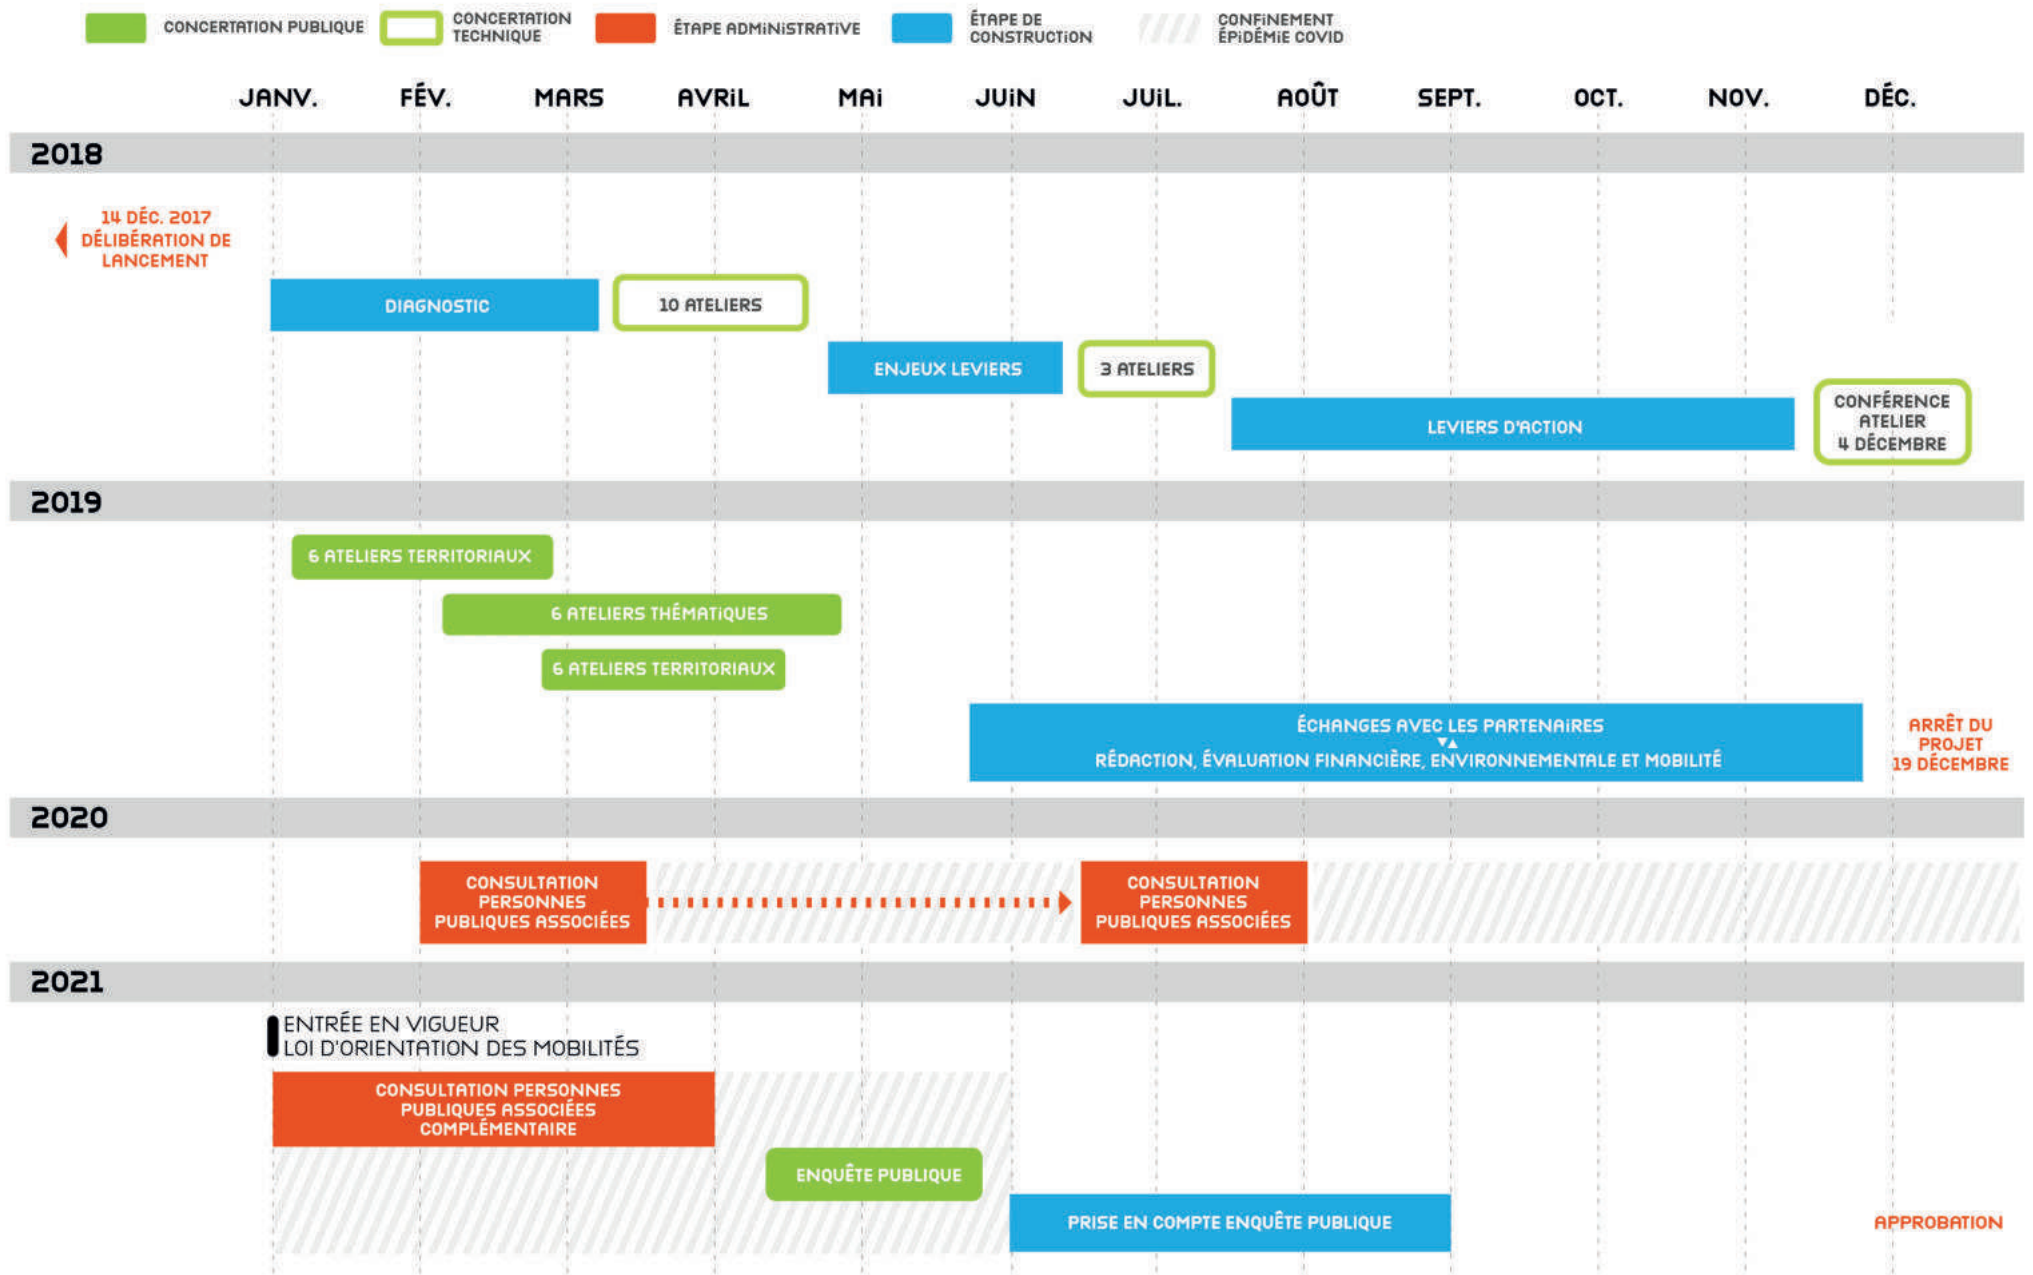 CONCERTATION PUBLIQUE
CONCERTATION
TECHNIQUE
ÉTAPE ADMINISTRATIVE
ÉTAPE DE
CONSTRUCTION
CONFINEMENT
ÉPIDÉMIE COVID
JANV. FÉV. MARS AVRIL MAI JUIN JUIL. AOÛT SEPT. OCT. NOV. DÉC.
2018
14 DÉC. 2017
DÉLIBÉRATION DE
LANCEMENT
DIAGNOSTIC
10 ATELIERS
ENJEUX LEVIERS
3 ATELIERS
LEVIERS D'ACTION
CONFÉRENCE
ATELIER
4 DÉCEMBRE
2019
6 ATELIERS TERRITORIAUX
6 ATELIERS THÉMATIQUES
6 ATELIERS TERRITORIAUX
ÉCHANGES AVEC LES PARTENAIRES
RÉDACTION, ÉVALUATION FINANCIÈRE, ENVIRONNEMENTALE ET MOBILITÉ
ARRÊT DU
PROJET
19 DÉCEMBRE
2020
CONSULTATION
PERSONNES
PUBLIQUES ASSOCIÉES
CONSULTATION
PERSONNES
PUBLIQUES ASSOCIÉES
2021
ENTRÉE EN VIGUEUR
LOI D'ORIENTATION DES MOBILITÉS
CONSULTATION PERSONNES
PUBLIQUES ASSOCIÉES
COMPLÉMENTAIRE
ENQUÊTE PUBLIQUE
PRISE EN COMPTE ENQUÊTE PUBLIQUE
APPROBATION